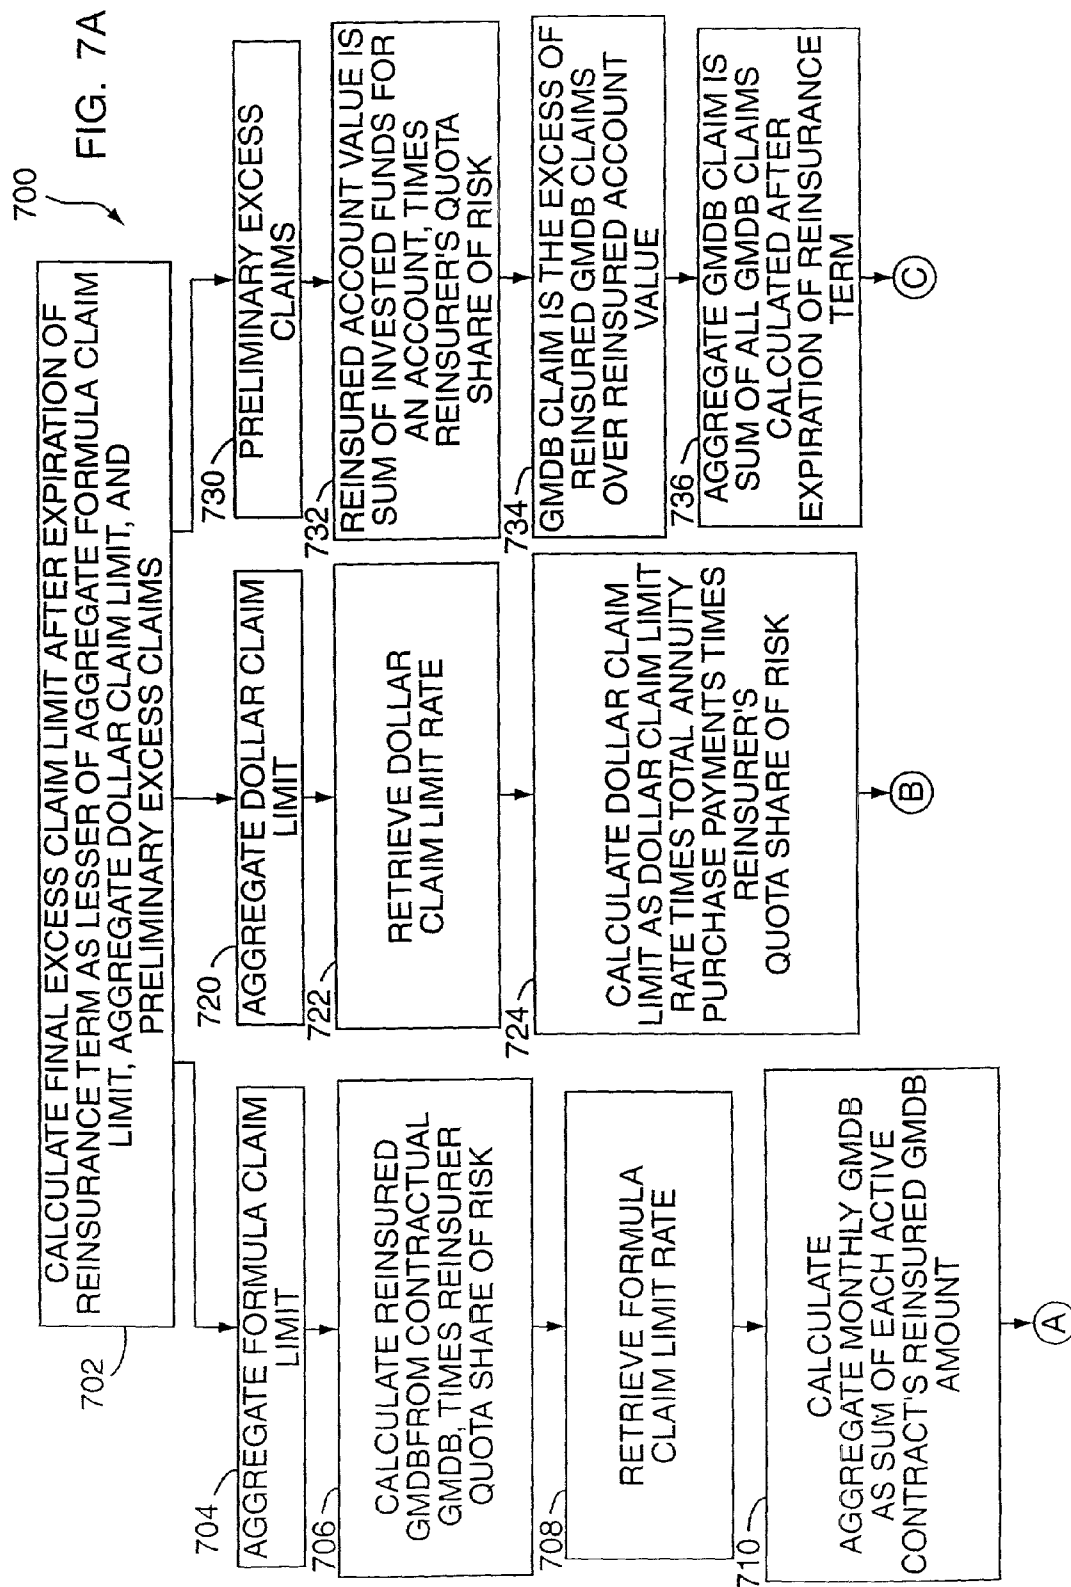 700
FIG. 7A
CALCULATE FINAL EXCESS CLAIM LIMIT AFTER EXPIRATION OF
REINSURANCE TERM AS LESSER OF AGGREGATE FORMULA CLAIM
LIMIT, AGGREGATE DOLLAR CLAIM LIMIT, AND
PRELIMINARY EXCESS CLAIMS
702
704
AGGREGATE FORMULA CLAIM
LIMIT
706
CALCULATE REINSURED
GMDBFROM CONTRACTUAL
GMDB, TIMES REINSURER
QUOTA SHARE OF RISK
708
RETRIEVE FORMULA
CLAIM LIMIT RATE
710
CALCULATE
AGGREGATE MONTHLY GMDB
AS SUM OF EACH ACTIVE
CONTRACT'S REINSURED GMDB
AMOUNT
A
720
AGGREGATE DOLLAR CLAIM
LIMIT
722
RETRIEVE DOLLAR
CLAIM LIMIT RATE
724
CALCULATE DOLLAR CLAIM
LIMIT AS DOLLAR CLAIM LIMIT
RATE TIMES TOTAL ANNUITY
PURCHASE PAYMENTS TIMES
REINSURER'S
QUOTA SHARE OF RISK
B
730
PRELIMINARY EXCESS
CLAIMS
732
REINSURED ACCOUNT VALUE IS
SUM OF INVESTED FUNDS FOR
AN ACCOUNT, TIMES
REINSURER'S QUOTA
SHARE OF RISK
734
GMDB CLAIM IS THE EXCESS OF
REINSURED GMDB CLAIMS
OVER REINSURED ACCOUNT
VALUE
736
AGGREGATE GMDB CLAIM IS
SUM OF ALL GMDB CLAIMS
CALCULATED AFTER
EXPIRATION OF REINSURANCE
TERM
C